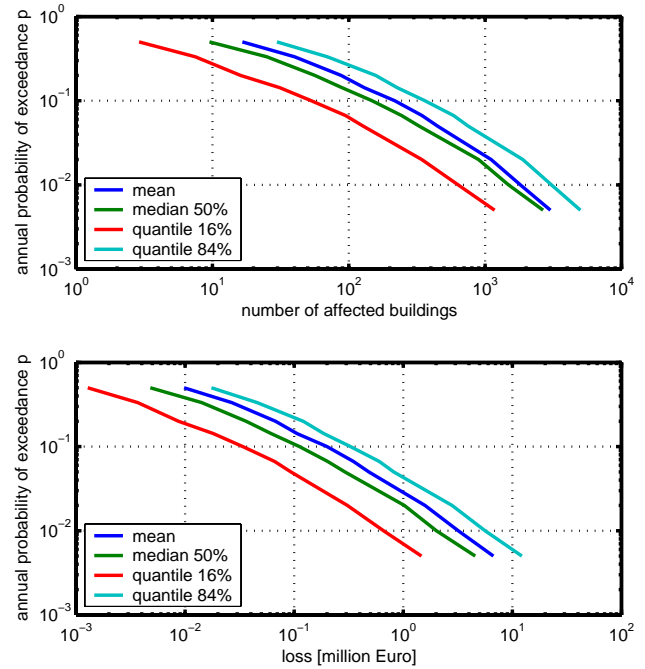 annual probability of exceedance p
10^0
10^-1
10^-2
10^-3
mean
median 50%
quantile 16%
quantile 84%
10^0 10^1 10^2 10^3 10^4
number of affected buildings
annual probability of exceedance p
10^0
10^-1
10^-2
10^-3
mean
median 50%
quantile 16%
quantile 84%
10^-3 10^-2 10^-1 10^0 10^1 10^2
loss [million Euro]